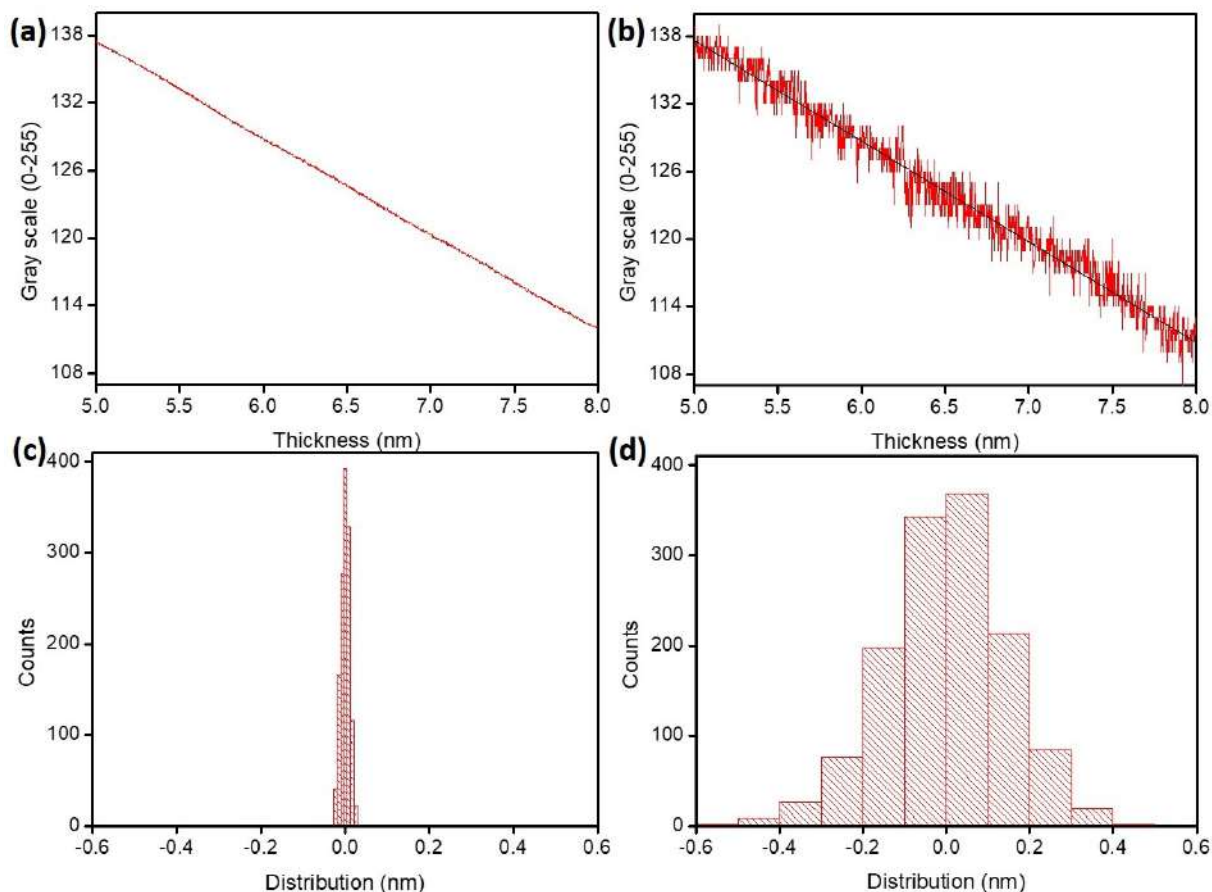 (a)
138
132
126
120
114
108
Gray scale (0-255)
5.0 5.5 6.0 6.5 7.0 7.5 8.0
Thickness (nm)
(b)
138
132
126
120
114
108
Gray scale (0-255)
5.0 5.5 6.0 6.5 7.0 7.5 8.0
Thickness (nm)
(c)
400
300
200
100
0
Counts
-0.6 -0.4 -0.2 0.0 0.2 0.4 0.6
Distribution (nm)
(d)
400
300
200
100
0
Counts
-0.6 -0.4 -0.2 0.0 0.2 0.4 0.6
Distribution (nm)